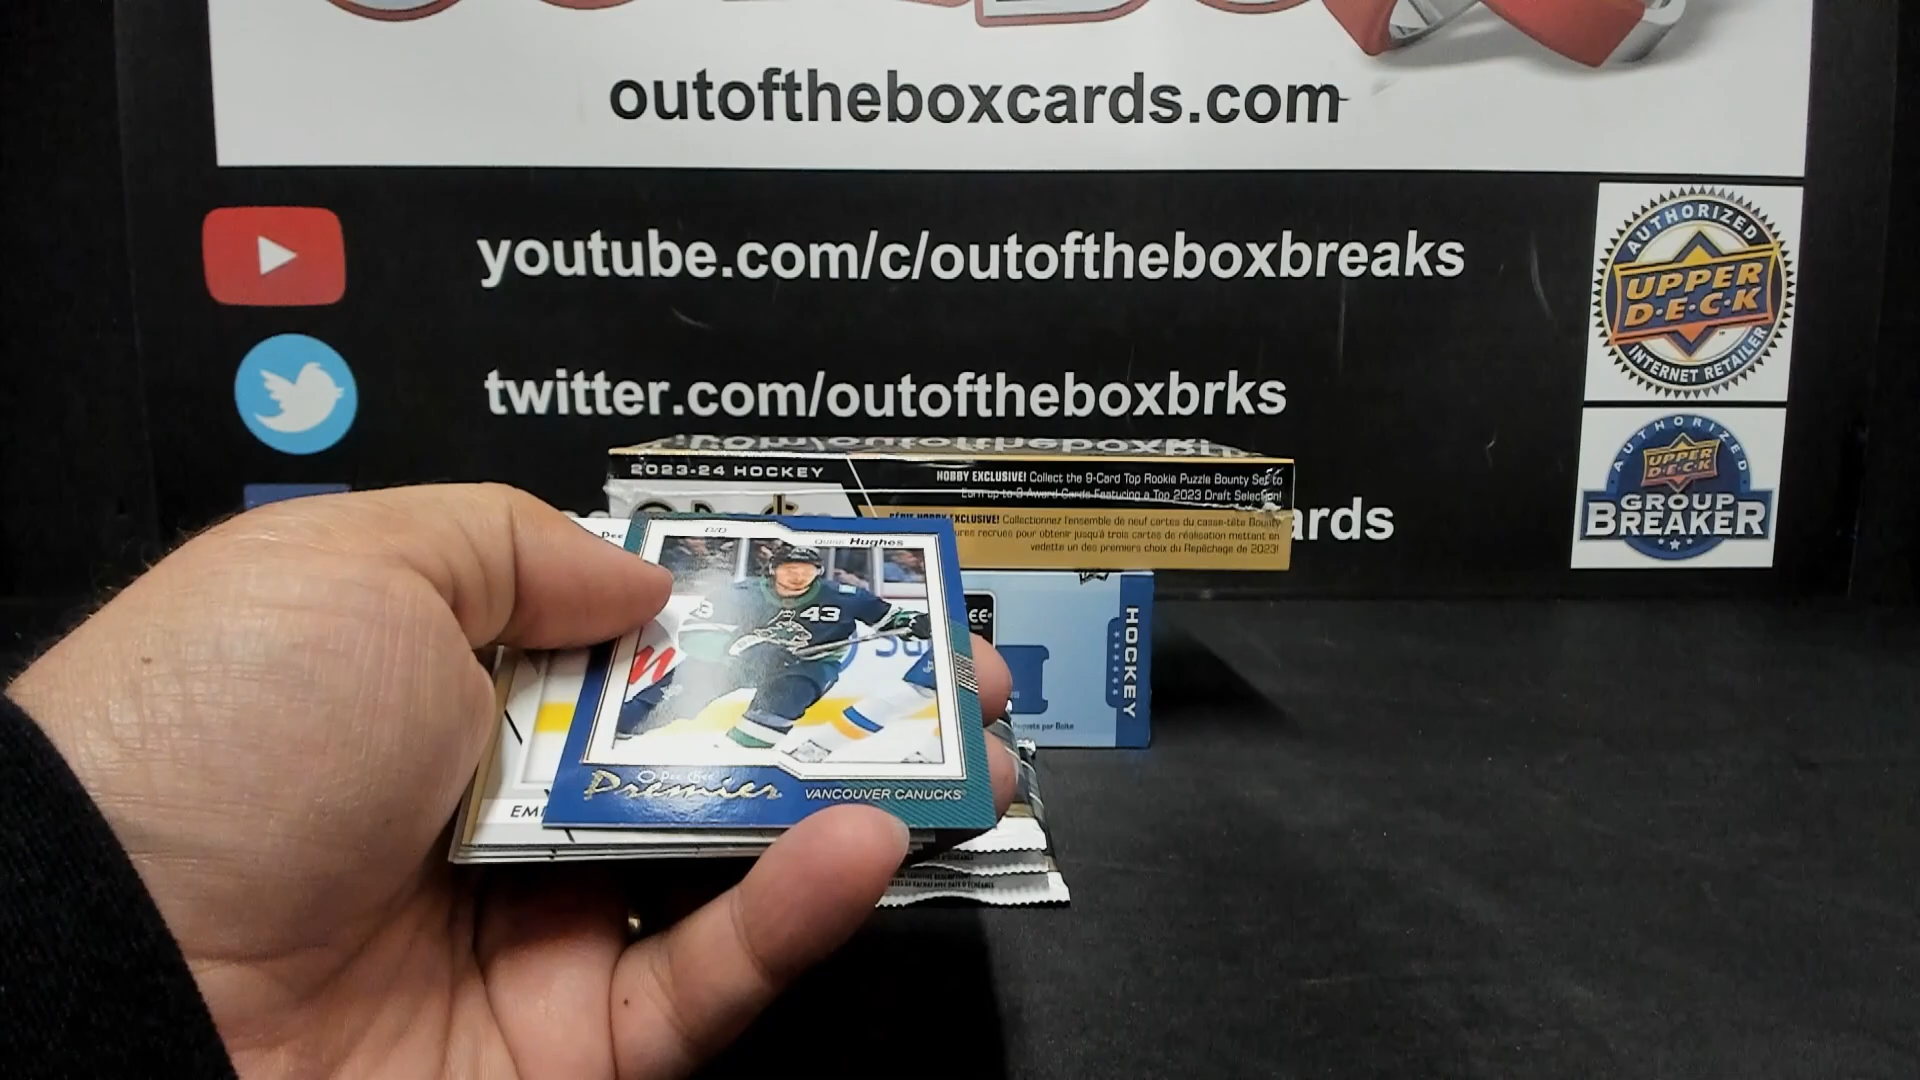 outoftheboxcards.com
youtube.com/c/outoftheboxbreaks
twitter.com/outoftheboxbrks
AUTHORIZED
UPPER
D·E·C·K
INTERNET RETAILER
AUTHORIZED
UPPER
D·E·C·K
GROUP
BREAKER
2023-24 HOCKEY
HOBBY EXCLUSIVE! Collect the 9-Card Top Rookie Puzzle Bounty Set to
Earn up to 3 Award Cards Featuring a Top 2023 Draft Selection!
EXCLUSIVE! Collectionnez l'ensemble de neuf cartes du casse-tête Bounty
recrues pour obtenir jusqu'à trois cartes de réalisation mettant en
vedette un des premiers choix du Repêchage de 2023!
ards
Pee
Quinn Hughes
43
O Pee Chee
Premier
VANCOUVER CANUCKS
EMI
HOCKEY